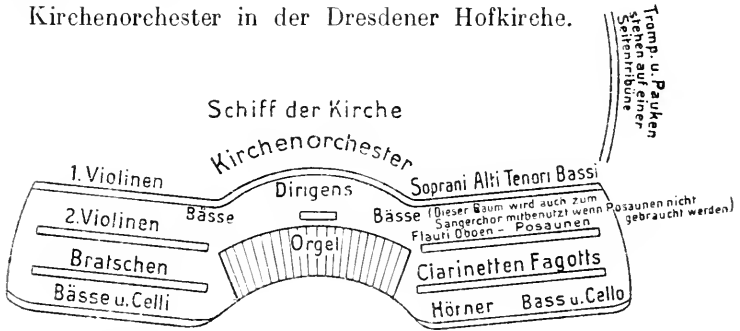 Kirchenorchester in der Dresdener Hofkirche.
Tromp. u. Pauken
stehen auf einer
Seitentribüne
Schiff der Kirche
Kirchenorchester
1. Violinen
Dirigens
Soprani Alti Tenori Bassi
2. Violinen
Bässe
Bässe
(Dieser Raum wird auch zum
Sängerchor mitbenutzt wenn Posaunen nicht
gebraucht werden)
Orgel
Flauti Oboen - Posaunen
Bratschen
Clarinetten Fagotts
Bässe u. Celli
Hörner Bass u. Cello